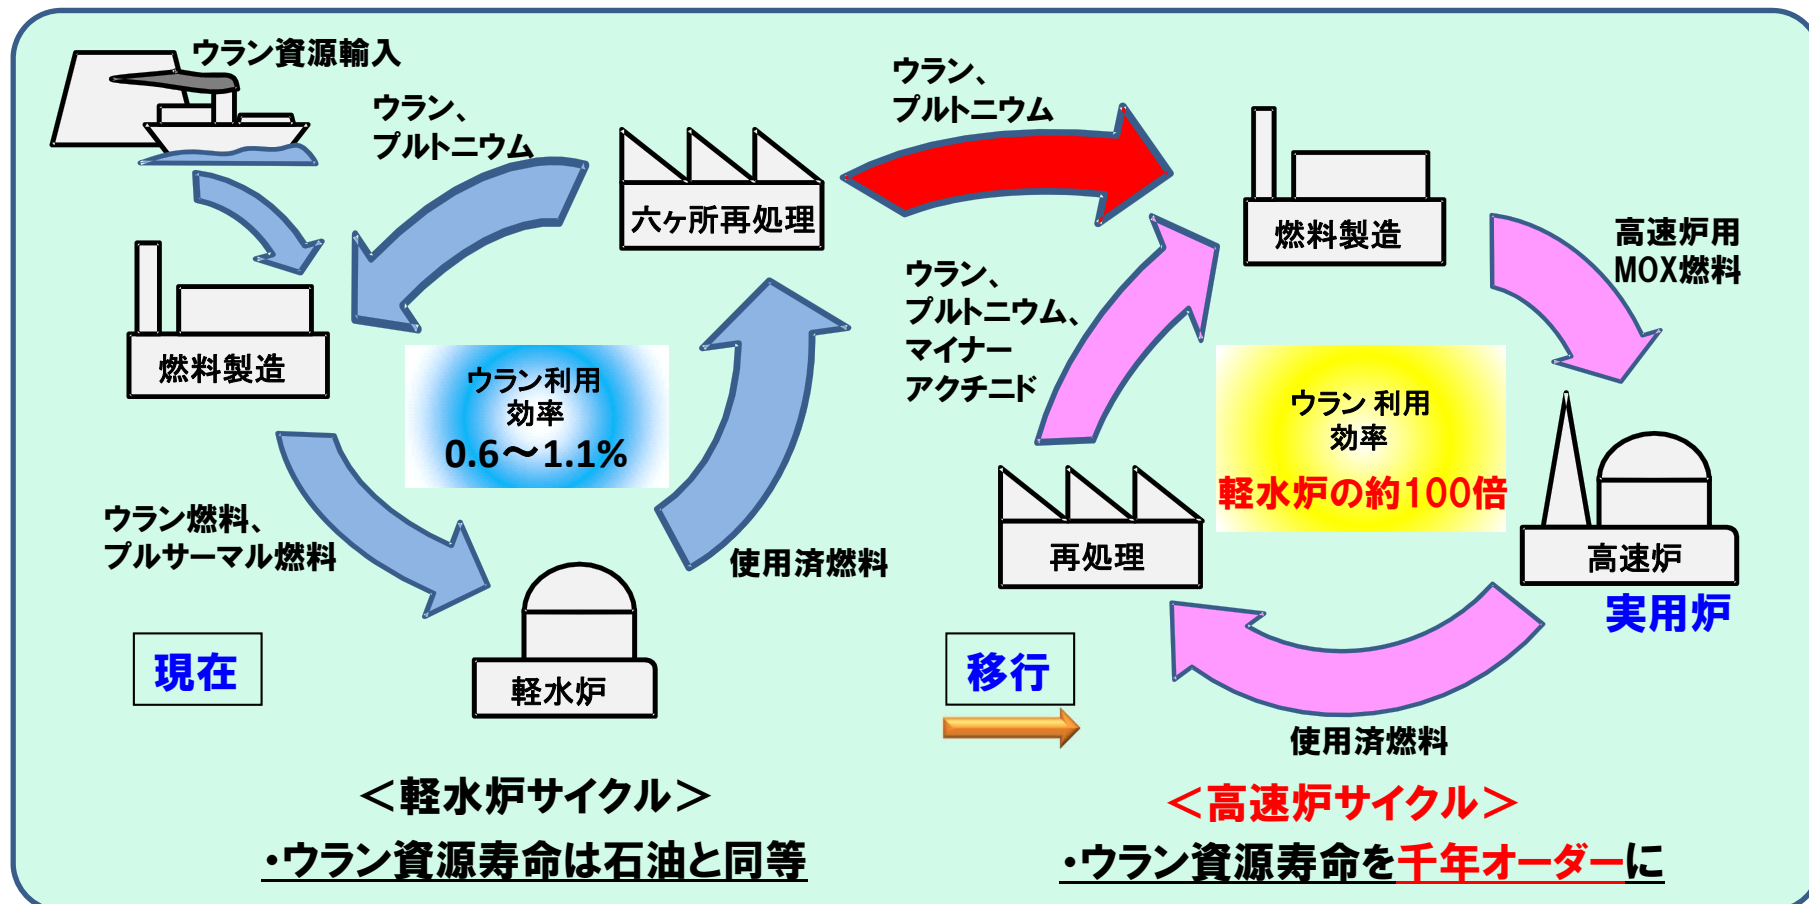 ウラン資源輸入
ウラン、
プルトニウム
六ヶ所再処理
燃料製造
ウラン利用
効率
0.6～1.1%
ウラン燃料、
プルサーマル燃料
使用済燃料
軽水炉
現在
＜軽水炉サイクル＞
・ウラン資源寿命は石油と同等
ウラン、
プルトニウム
燃料製造
高速炉用
MOX燃料
ウラン、
プルトニウム、
マイナー
アクチニド
ウラン 利用
効率
軽水炉の約100倍
再処理
高速炉
実用炉
移行
使用済燃料
＜高速炉サイクル＞
・ウラン資源寿命を千年オーダーに